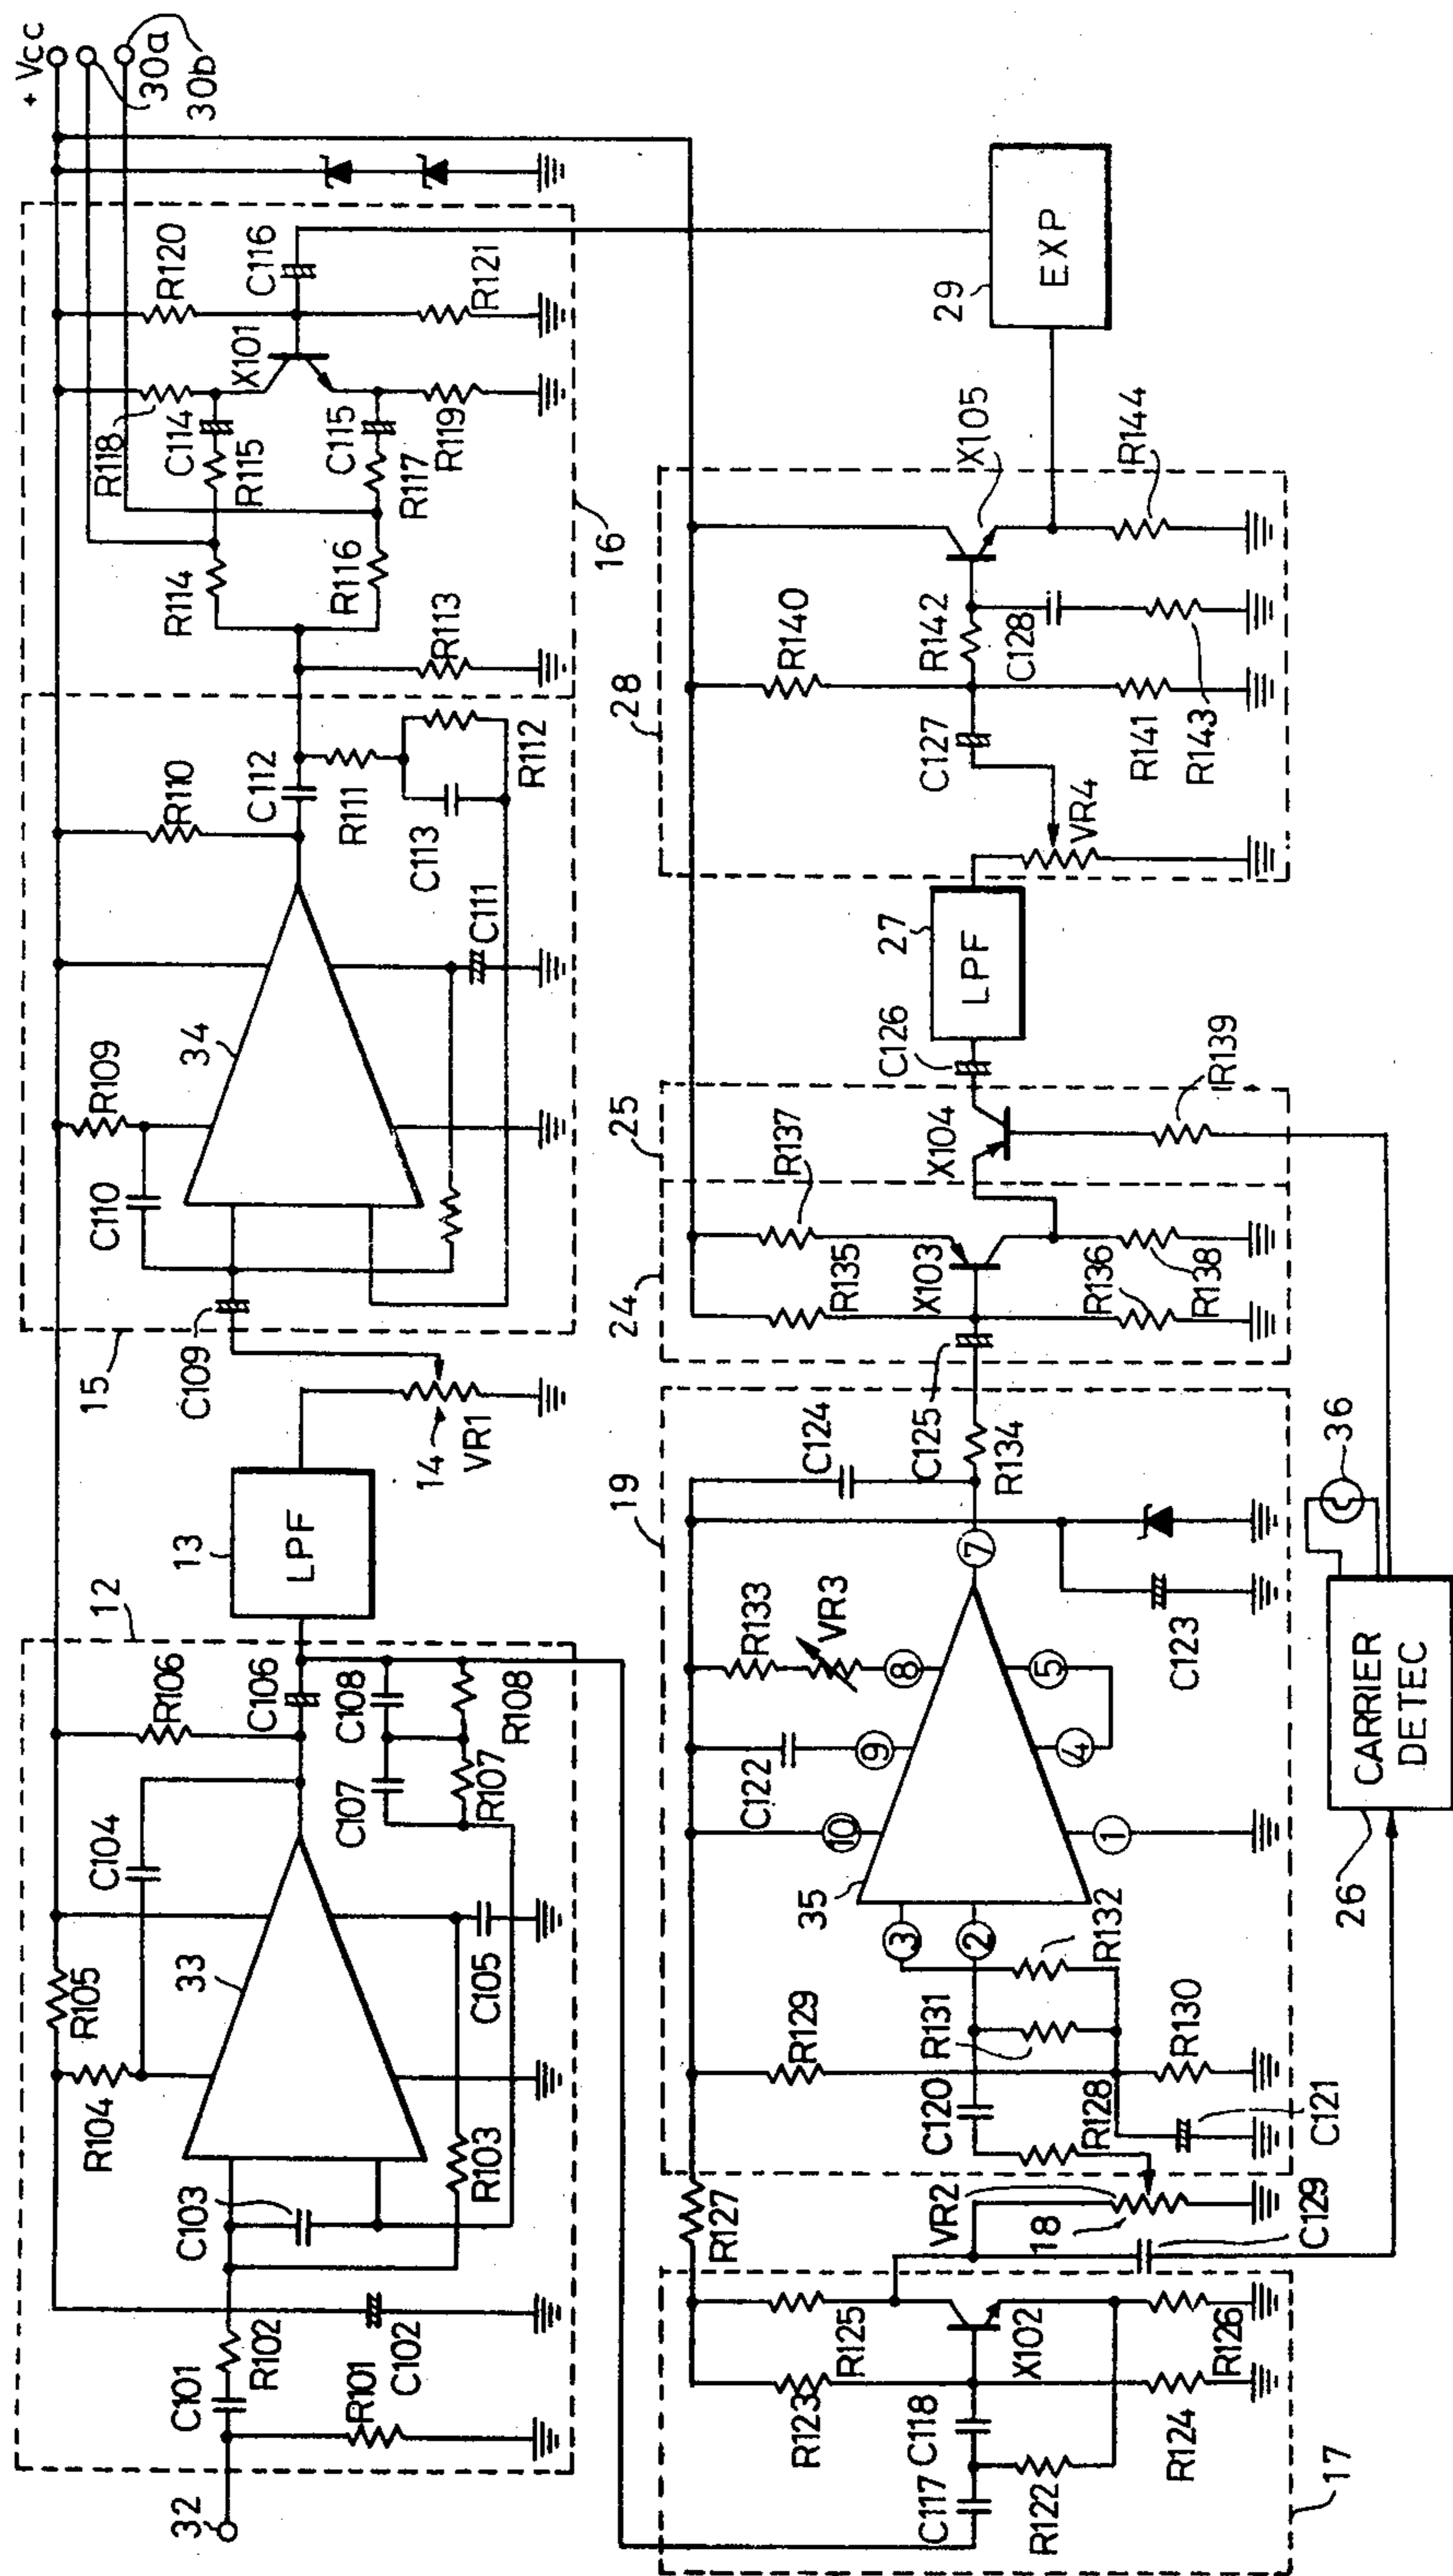 32
C101
R102
R101
C102
C103
R103
R104
R105
33
C104
C105
R106
C106
C107
C108
R107
R108
12
13
LPF
14
VR1
15
C109
C110
R109
34
C111
R110
C112
R111
C113
R112
R113
R114
R116
16
R118
C114
R115
C115
R117
R119
X101
R120
C116
R121
+ Vcc
30a
30b
17
C117
C118
R122
R123
R124
R125
X102
R126
R127
VR2
18
C129
C121
R128
C120
R129
R130
R131
R132
35
3
2
10
1
9
4
8
5
7
C122
R133
VR3
C123
19
C124
R134
C125
26
CARRIER
DETEC
36
24
25
R135
X103
R136
R137
R138
X104
R139
C126
27
LPF
28
VR4
C127
R140
R141
R142
C128
R143
X105
R144
29
EXP